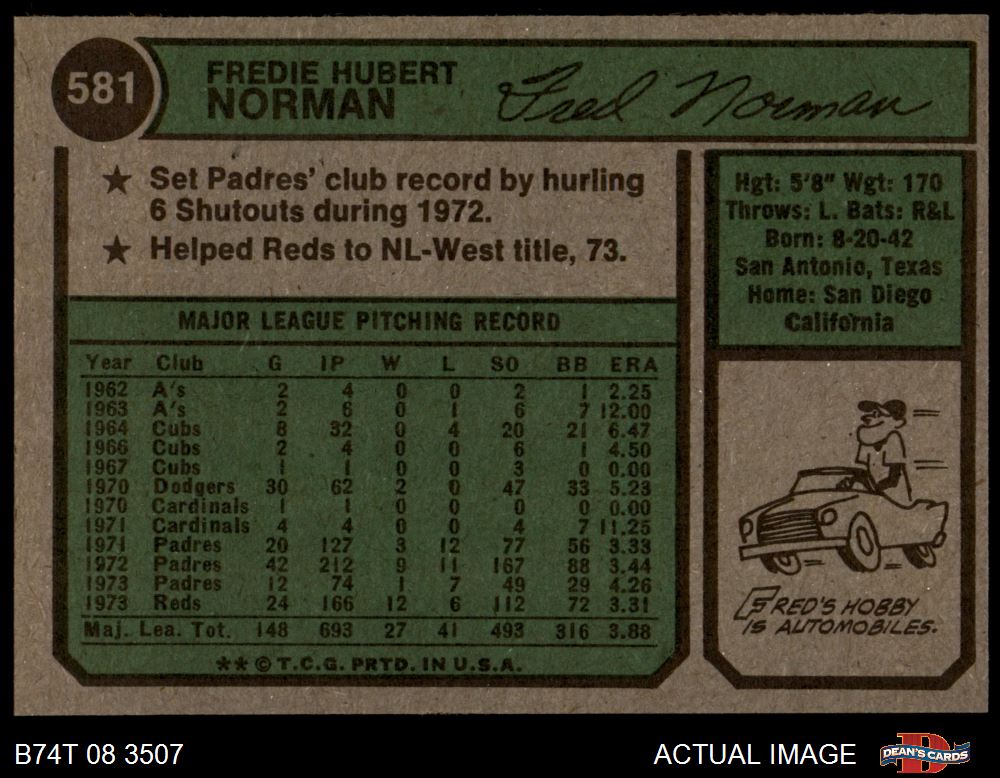 581
FREDIE HUBERT
NORMAN
Fred Norman
★ Set Padres' club record by hurling
6 Shutouts during 1972.
★ Helped Reds to NL-West title, 73.
Hgt: 5'8" Wgt: 170
Throws: L. Bats: R&L
Born: 8-20-42
San Antonio, Texas
Home: San Diego
California
MAJOR LEAGUE PITCHING RECORD
Year Club G IP W L SO BB ERA
1962 A's 2 4 0 0 2 1 2.25
1963 A's 2 6 0 1 6 7 12.00
1964 Cubs 8 32 0 4 20 21 6.47
1966 Cubs 2 4 0 0 6 1 4.50
1967 Cubs 1 1 0 0 3 0 0.00
1970 Dodgers 30 62 2 0 47 33 5.23
1970 Cardinals 1 1 0 0 0 0 0.00
1971 Cardinals 4 4 0 0 4 7 11.25
1971 Padres 20 127 3 12 77 56 3.33
1972 Padres 42 212 9 11 167 88 3.44
1973 Padres 12 74 1 7 49 29 4.26
1973 Reds 24 166 12 6 112 72 3.31
Maj. Lea. Tot. 148 693 27 41 493 316 3.88
**© T.C.G. PRTD. IN U.S.A.
FRED'S HOBBY
IS AUTOMOBILES.
B74T 08 3507
ACTUAL IMAGE
DEAN'S CARDS